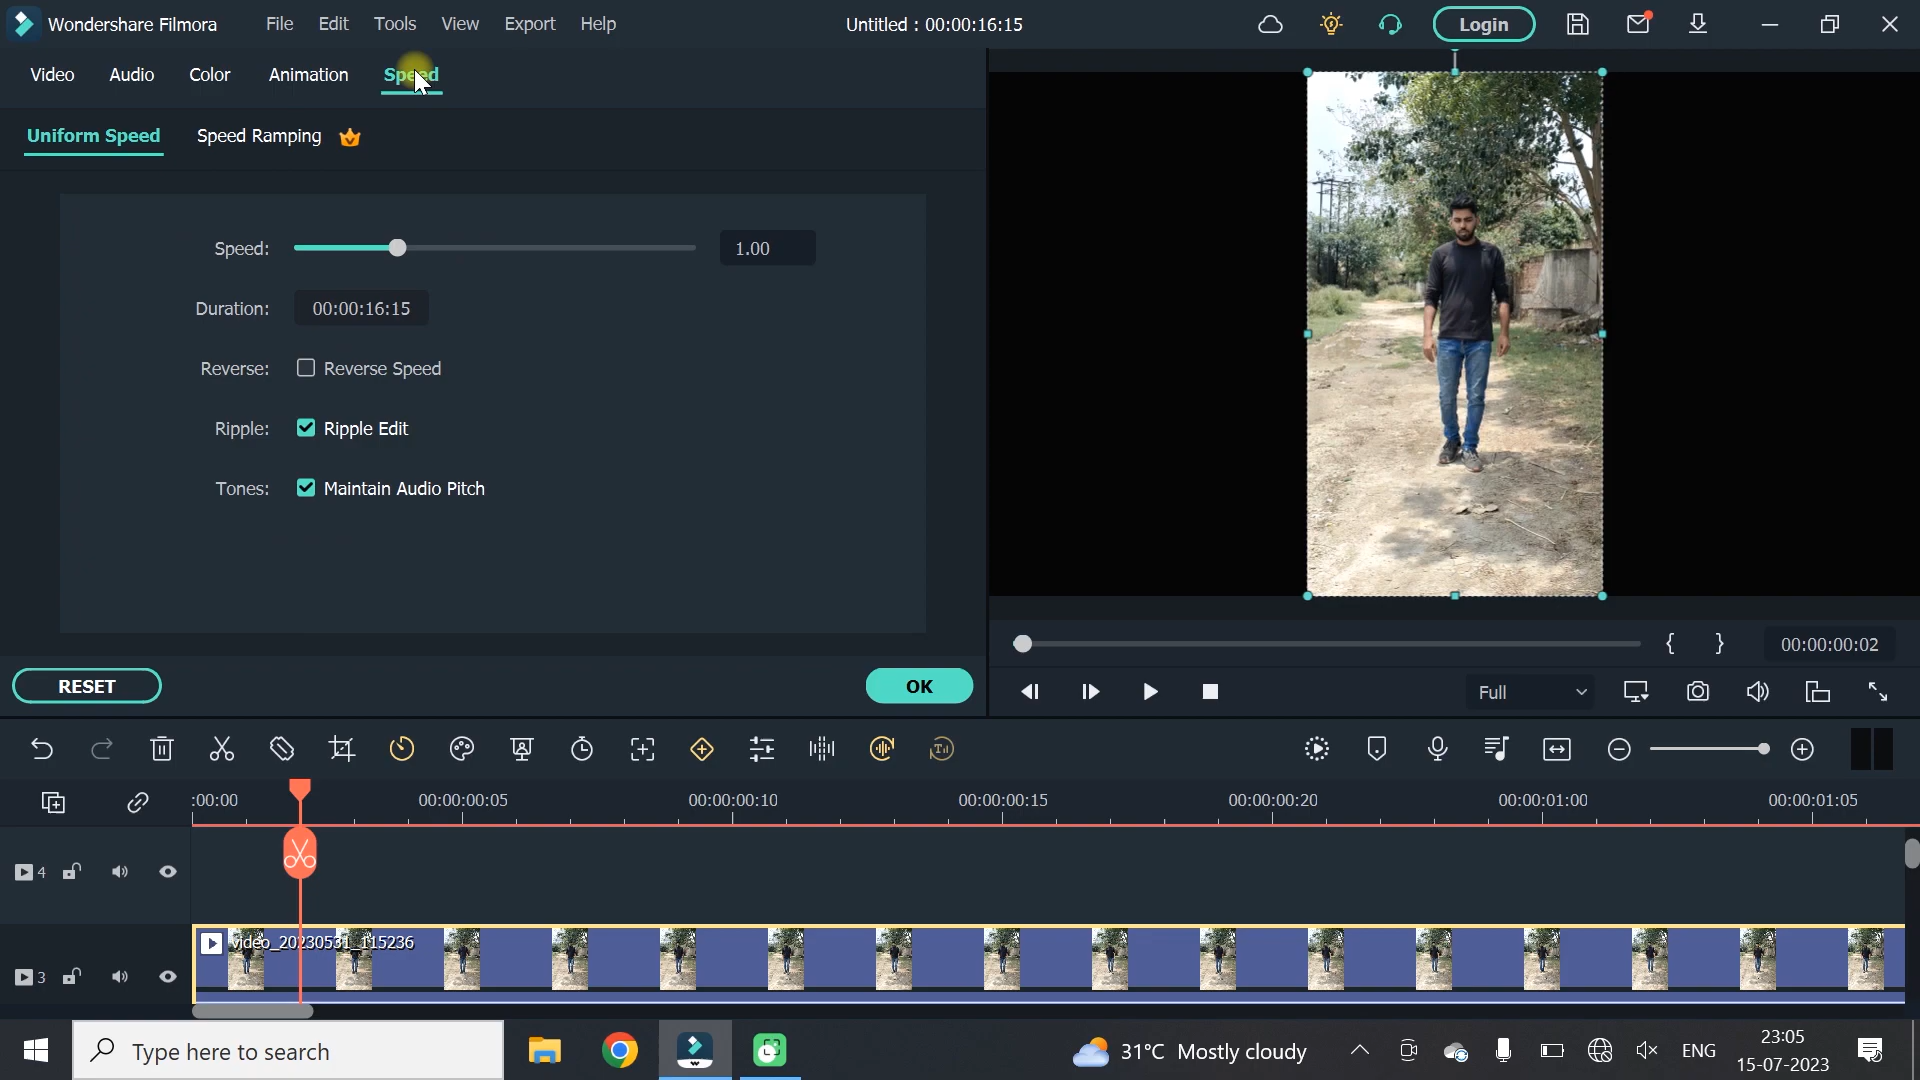 Wondershare Filmora File Edit Tools View Export Help Untitled : 00:00:16:15 Login
Video Audio Color Animation Speed
Uniform Speed Speed Ramping
Speed: 1.00
Duration: 00:00:16:15
Reverse: Reverse Speed
Ripple: Ripple Edit
Tones: Maintain Audio Pitch
{ } 00:00:00:02
RESET OK Full
:00:00 00:00:00:05 00:00:00:10 00:00:00:15 00:00:00:20 00:00:01:00 00:00:01:05
4
video_20230531_115236
3
Type here to search 31°C Mostly cloudy ENG 23:05
15-07-2023